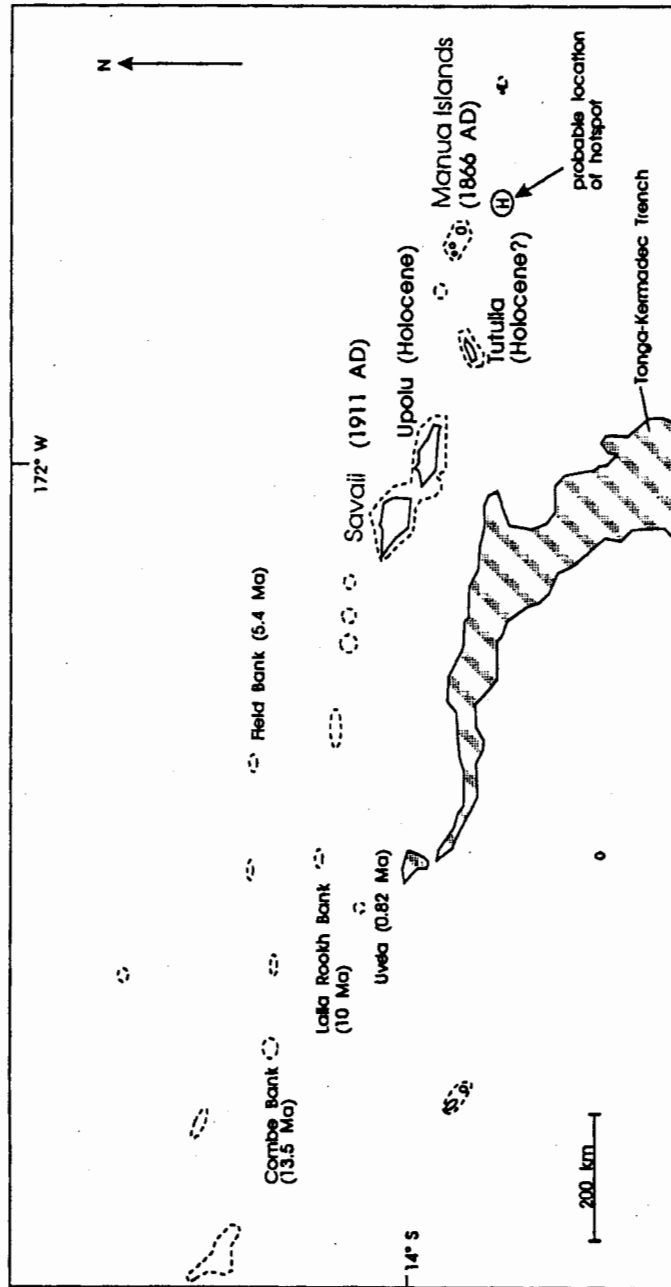 N
172° W
14° S
200 km
Combe Bank
(13.5 Ma)
Lalla Rookh Bank
(10 Ma)
Uvea (0.82 Ma)
Field Bank (5.4 Ma)
Savaii (1911 AD)
Upolu (Holocene)
Tutuila
(Holocene?)
Manua Islands
(1866 AD)
H
probable location
of hotspot
Tonga-Kermadec Trench